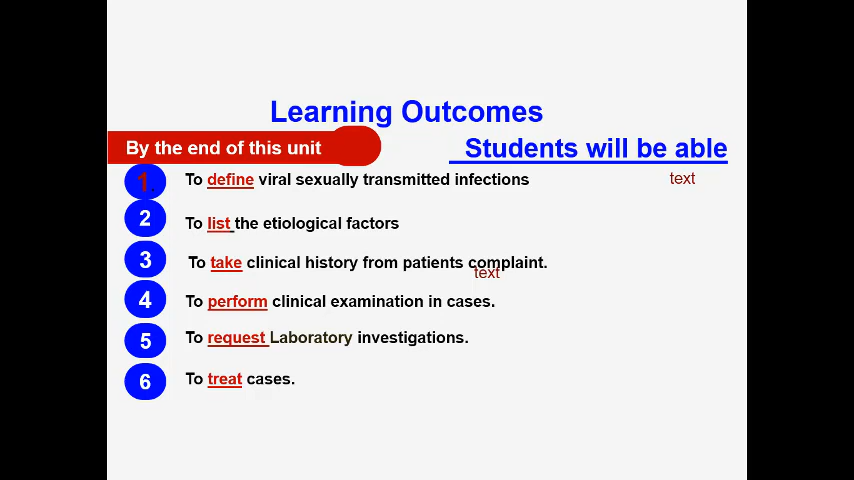 Learning Outcomes
By the end of this unit
Students will be able
1. To define viral sexually transmitted infections
text
2 To list the etiological factors
3 To take clinical history from patients complaint.
text
4 To perform clinical examination in cases.
5 To request Laboratory investigations.
6 To treat cases.